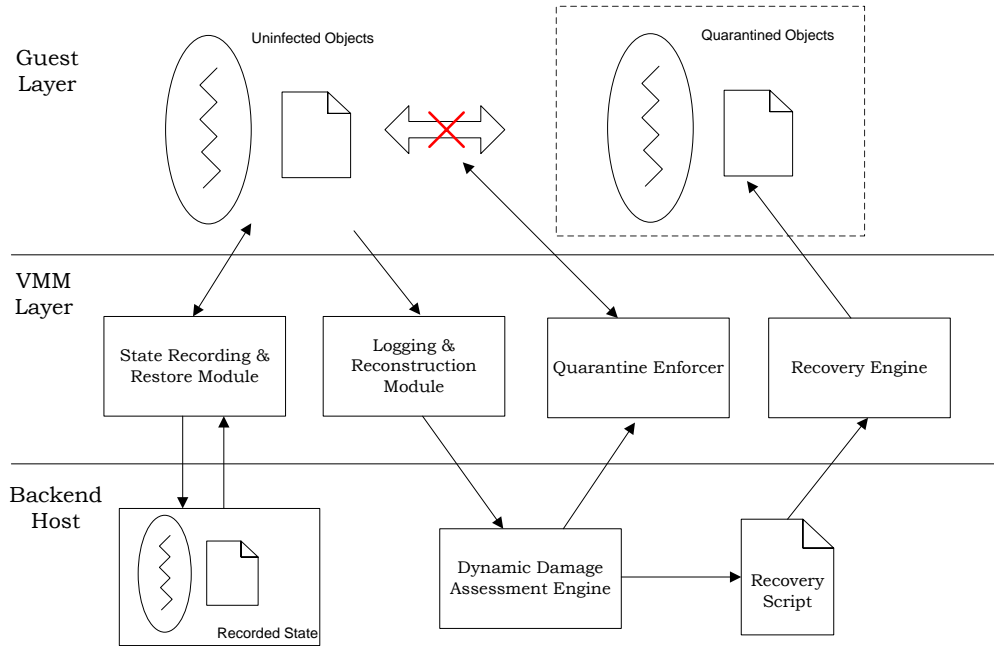 Guest
Layer
Uninfected Objects
Quarantined Objects
VMM
Layer
State Recording &
Restore Module
Logging &
Reconstruction
Module
Quarantine Enforcer
Recovery Engine
Backend
Host
Recorded State
Dynamic Damage
Assessment Engine
Recovery
Script